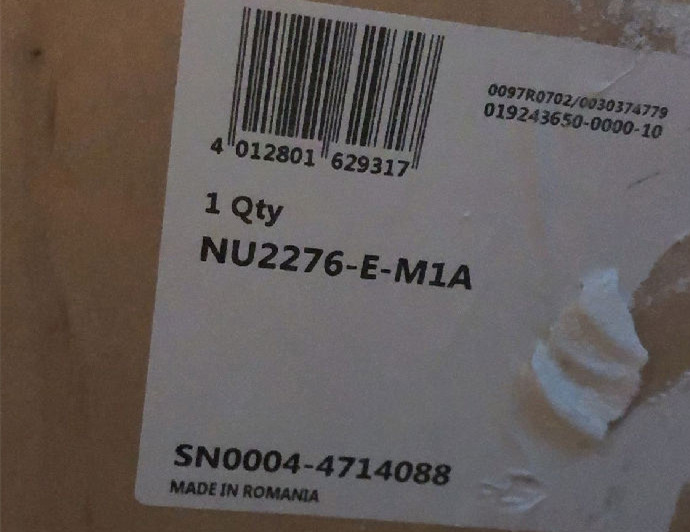 0097R0702/0030374779
019243650-0000-10
4 012801 629317
1 Qty
NU2276-E-M1A
SN0004-4714088
MADE IN ROMANIA